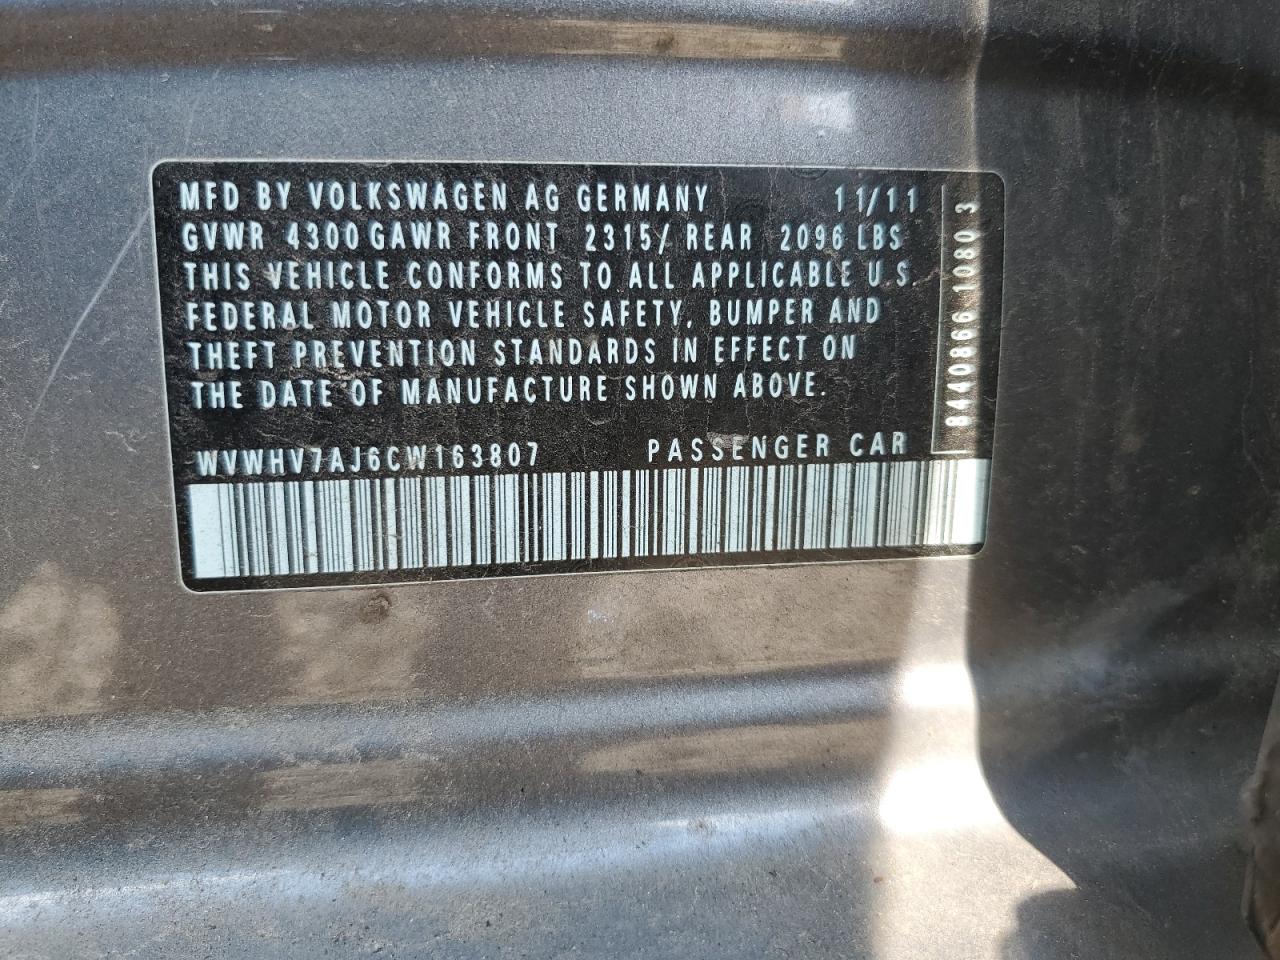 MFD BY VOLKSWAGEN AG GERMANY 11/11
GVWR 4300 GAWR FRONT 2315/ REAR 2096 LBS
THIS VEHICLE CONFORMS TO ALL APPLICABLE U.S.
FEDERAL MOTOR VEHICLE SAFETY, BUMPER AND
THEFT PREVENTION STANDARDS IN EFFECT ON
THE DATE OF MANUFACTURE SHOWN ABOVE.
WVWHV7AJ6CW163807 PASSENGER CAR
8440866 1080 3